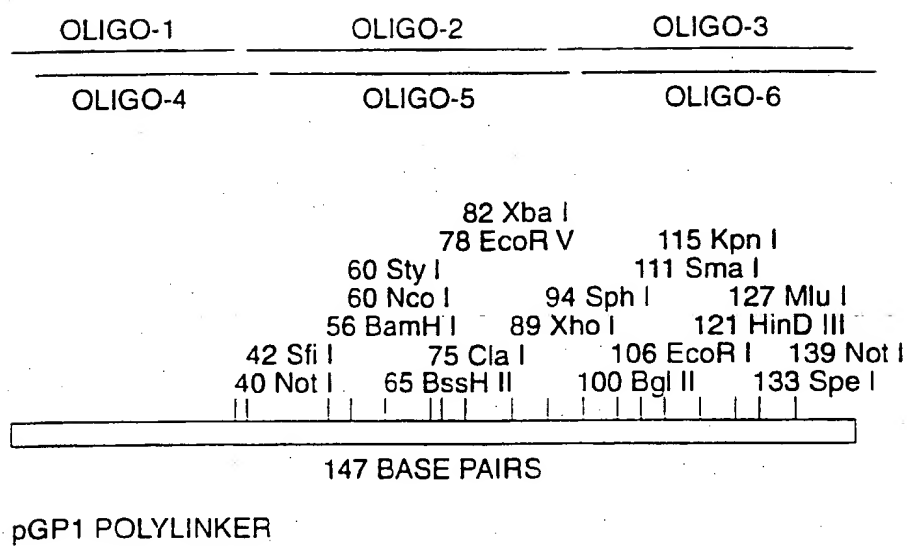 OLIGO-1 OLIGO-2 OLIGO-3
OLIGO-4 OLIGO-5 OLIGO-6
82 Xba I
78 EcoR V 115 Kpn I
60 Sty I 111 Sma I
60 Nco I 94 Sph I 127 Mlu I
56 BamH I 89 Xho I 121 HinD III
42 Sfi I 75 Cla I 106 EcoR I 139 Not I
40 Not I 65 BssH II 100 Bgl II 133 Spe I
147 BASE PAIRS
pGP1 POLYLINKER